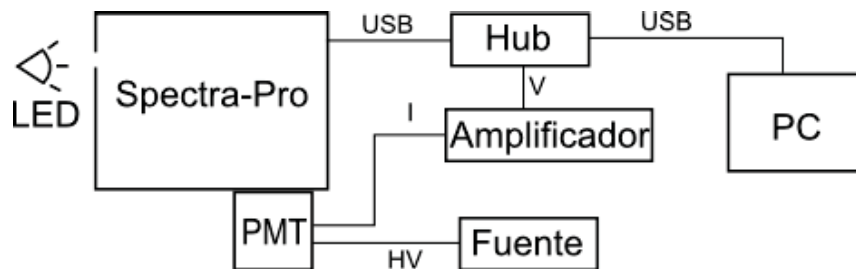 USB
USB
Hub
Spectra-Pro
LED
V
I
Amplificador
PC
PMT
HV
Fuente